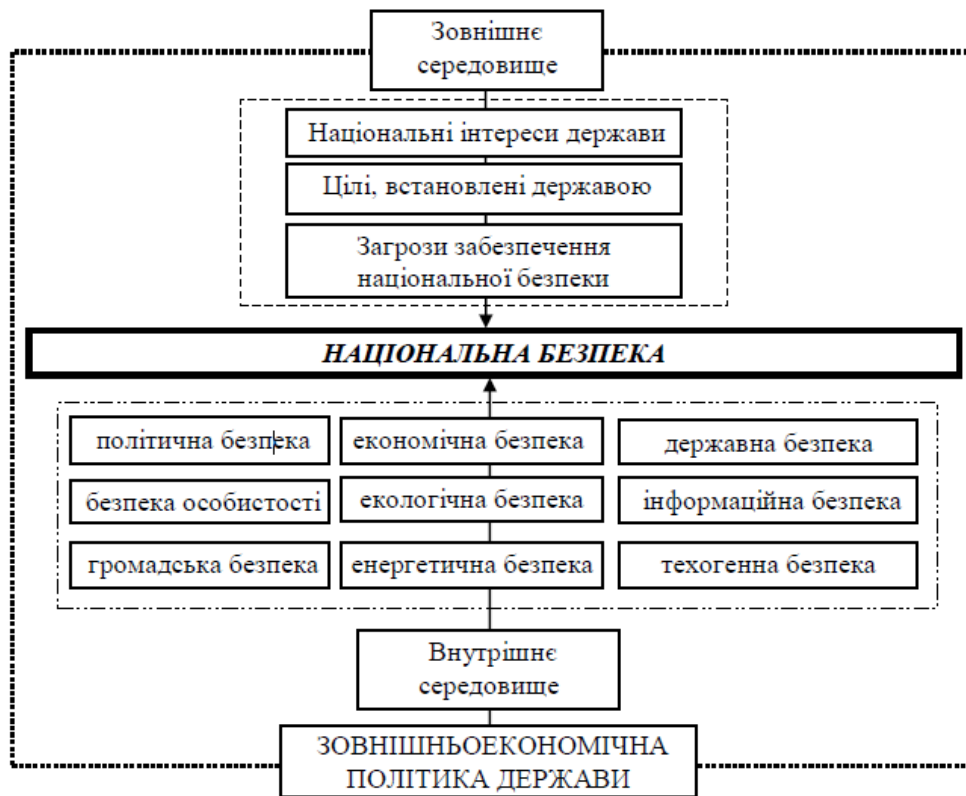 Зовнішнє
середовище
Національні інтереси держави
Цілі, встановлені державою
Загрози забезпечення
національної безпеки
НАЦІОНАЛЬНА БЕЗПЕКА
політична безпека
економічна безпека
державна безпека
безпека особистості
екологічна безпека
інформаційна безпека
громадська безпека
енергетична безпека
техогенна безпека
Внутрішнє
середовище
ЗОВНІШНЬОЕКОНОМІЧНА
ПОЛІТИКА ДЕРЖАВИ